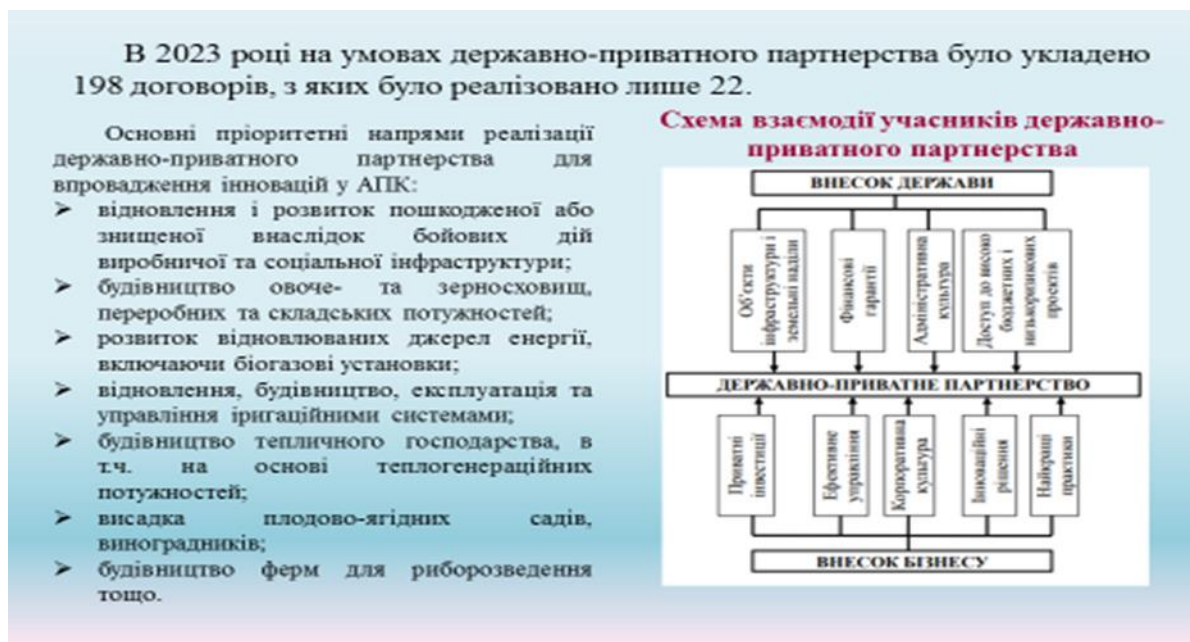 В 2023 році на умовах державно-приватного партнерства було укладено
198 договорів, з яких було реалізовано лише 22.
Основні пріоритетні напрями реалізації
державно-приватного партнерства для
впровадження інновацій у АПК:
➢ відновлення і розвиток пошкодженої або
знищеної внаслідок бойових дій
виробничої та соціальної інфраструктури;
➢ будівництво овоче- та зерносховищ,
переробних та складських потужностей;
➢ розвиток відновлюваних джерел енергії,
включаючи біогазові установки;
➢ відновлення, будівництво, експлуатація та
управління іригаційними системами;
➢ будівництво тепличного господарства, в
т.ч. на основі теплогенераційних
потужностей;
➢ висадка плодово-ягідних садів,
виноградників;
➢ будівництво ферм для риборозведення
тощо.
Схема взаємодії учасників державно-
приватного партнерства
ВНЕСОК ДЕРЖАВИ
Об'єкти
інфраструктури і
земельні наділи
Фінансові
гарантії
Адміністративна
культура
Доступ до високо
бюджетних і
низькоризикових
проектів
ДЕРЖАВНО-ПРИВАТНЕ ПАРТНЕРСТВО
Приватні
інвестиції
Ефективне
управління
Корпоративна
культура
Інноваційні
рішення
Найкращі
практики
ВНЕСОК БІЗНЕСУ